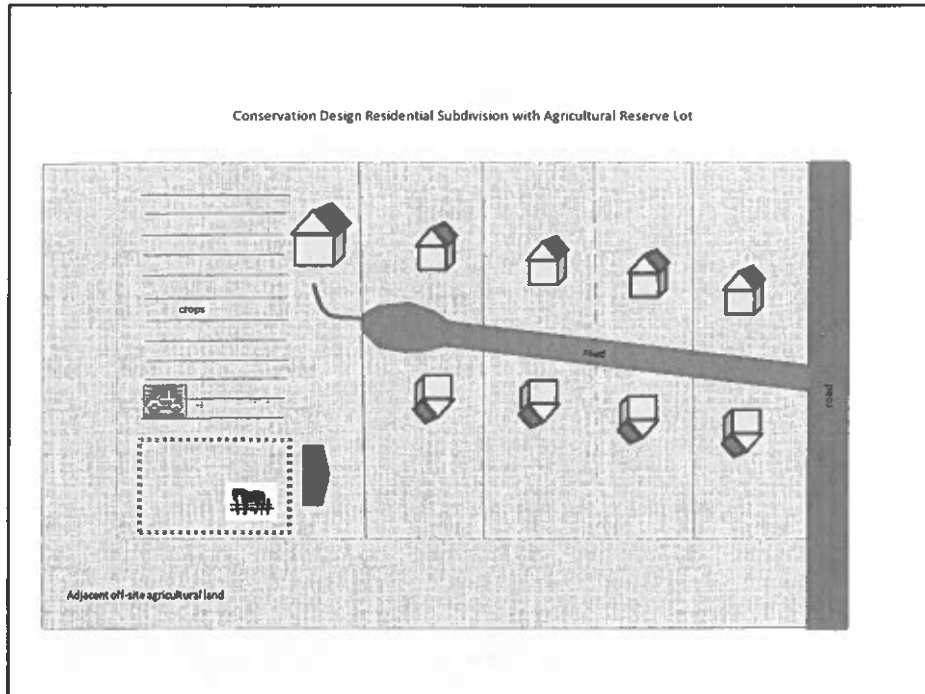 Conservation Design Residential Subdivision with Agricultural Reserve Lot
crops
road
road
Adjacent off-site agricultural land